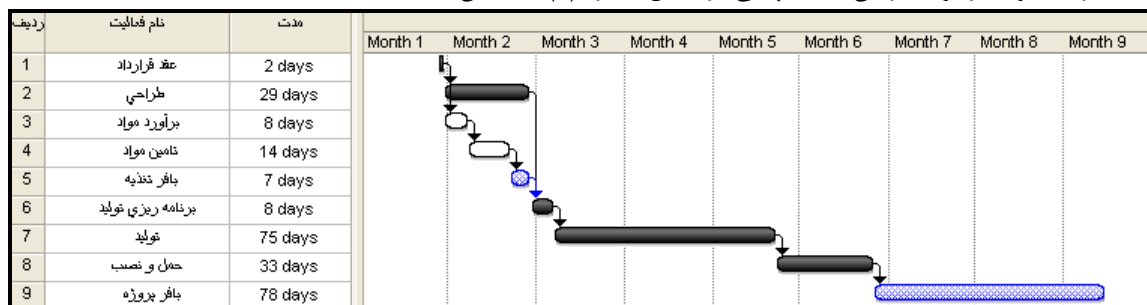 ردیف نام فعالیت مدت Month 1 Month 2 Month 3 Month 4 Month 5 Month 6 Month 7 Month 8 Month 9
1 عقد قرارداد 2 days
2 طراحي 29 days
3 برآورد مواد 8 days
4 تامین مواد 14 days
5 بافر تغذیه 7 days
6 برنامه ریزي تولید 8 days
7 تولید 75 days
8 حمل و نصب 33 days
9 بافر پروژه 78 days